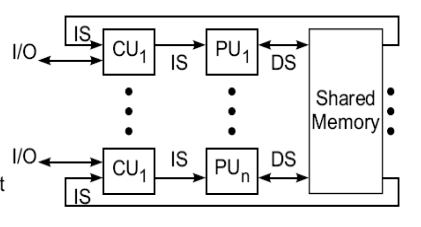 IS
I/O
CU1
IS
PU1
DS
Shared
Memory
I/O
CU1
IS
PUn
DS
t
IS